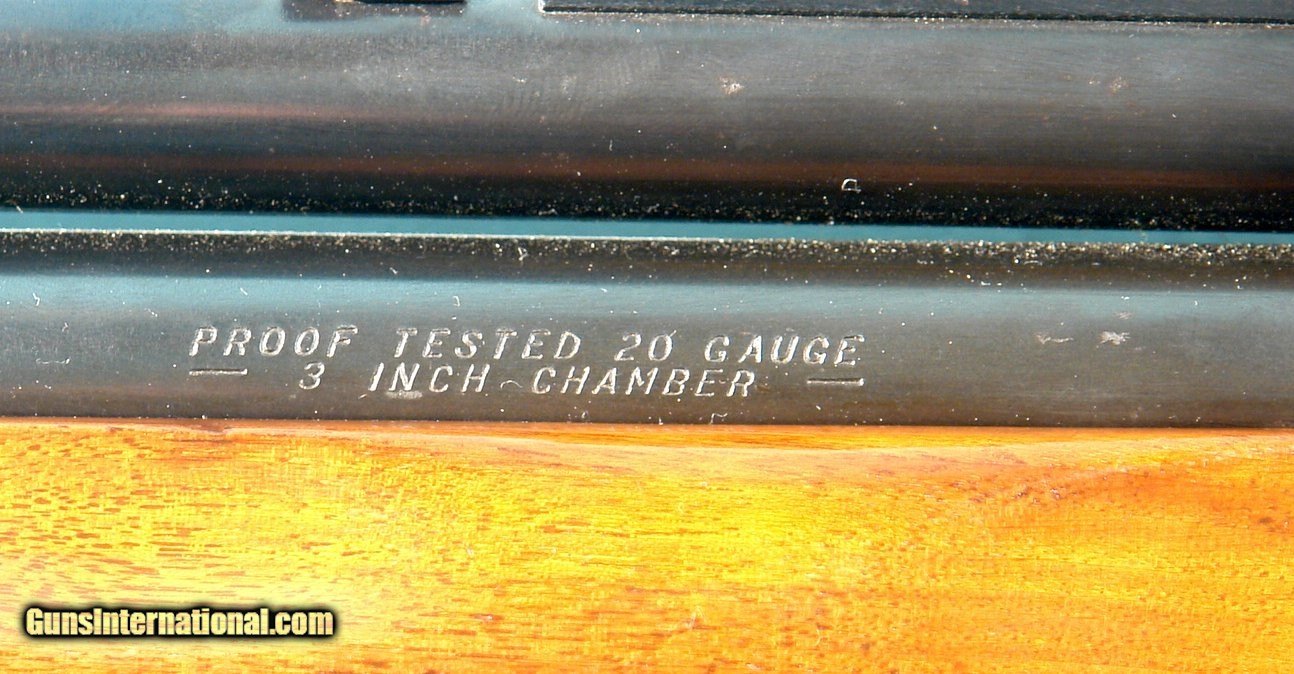 PROOF TESTED 20 GAUGE
— 3 INCH CHAMBER —
GunsInternational.com